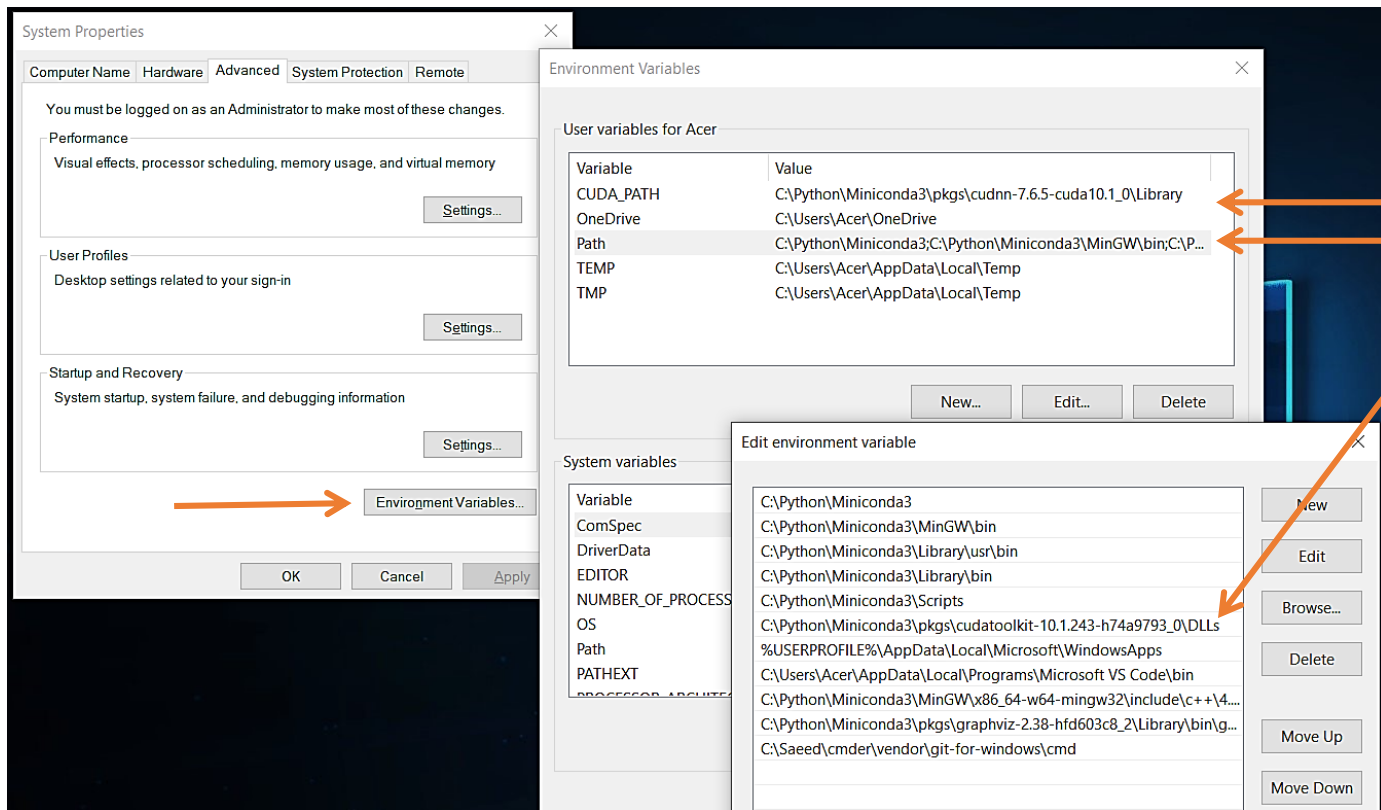 System Properties
Computer Name Hardware Advanced System Protection Remote
You must be logged on as an Administrator to make most of these changes.
Performance
Visual effects, processor scheduling, memory usage, and virtual memory
Settings...
User Profiles
Desktop settings related to your sign-in
Settings...
Startup and Recovery
System startup, system failure, and debugging information
Settings...
Environment Variables...
OK Cancel Apply
Environment Variables
User variables for Acer
Variable Value
CUDA_PATH C:\Python\Miniconda3\pkgs\cudnn-7.6.5-cuda10.1_0\Library
OneDrive C:\Users\Acer\OneDrive
Path C:\Python\Miniconda3;C:\Python\Miniconda3\MinGW\bin;C:\P...
TEMP C:\Users\Acer\AppData\Local\Temp
TMP C:\Users\Acer\AppData\Local\Temp
New... Edit... Delete
System variables
Variable
ComSpec
DriverData
EDITOR
NUMBER_OF_PROCESS
OS
Path
PATHEXT
Edit environment variable
C:\Python\Miniconda3
C:\Python\Miniconda3\MinGW\bin
C:\Python\Miniconda3\Library\usr\bin
C:\Python\Miniconda3\Library\bin
C:\Python\Miniconda3\Scripts
C:\Python\Miniconda3\pkgs\cudatoolkit-10.1.243-h74a9793_0\DLLs
%USERPROFILE%\AppData\Local\Microsoft\WindowsApps
C:\Users\Acer\AppData\Local\Programs\Microsoft VS Code\bin
C:\Python\Miniconda3\MinGW\x86_64-w64-mingw32\include\c++\4....
C:\Python\Miniconda3\pkgs\graphviz-2.38-hfd603c8_2\Library\bin\g...
C:\Saeed\cmder\vendor\git-for-windows\cmd
New
Edit
Browse...
Delete
Move Up
Move Down